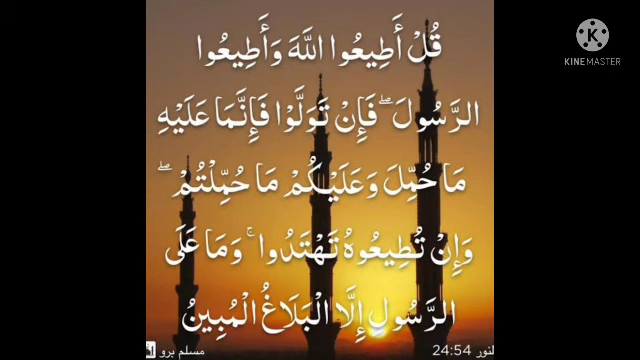 قُلْ أَطِيعُوا اللَّهَ وَأَطِيعُوا
الرَّسُولَ ۖ فَإِنْ تَوَلَّوْا فَإِنَّمَا عَلَيْهِ
مَا حُمِّلَ وَعَلَيْكُمْ مَا حُمِّلْتُمْ ۖ
وَإِنْ تُطِيعُوهُ تَهْتَدُوا ۚ وَمَا عَلَى
الرَّسُولِ إِلَّا الْبَلَاغُ الْمُبِينُ
لنور 24:54
مسلم برو
KINEMASTER